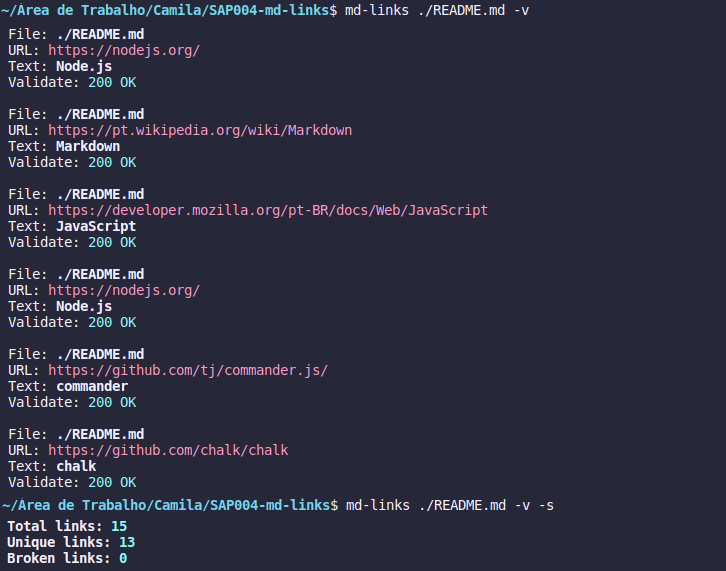 ~/Área de Trabalho/Camila/SAP004-md-links$ md-links ./README.md -v
File: ./README.md
URL: https://nodejs.org/
Text: Node.js
Validate: 200 OK
File: ./README.md
URL: https://pt.wikipedia.org/wiki/Markdown
Text: Markdown
Validate: 200 OK
File: ./README.md
URL: https://developer.mozilla.org/pt-BR/docs/Web/JavaScript
Text: JavaScript
Validate: 200 OK
File: ./README.md
URL: https://nodejs.org/
Text: Node.js
Validate: 200 OK
File: ./README.md
URL: https://github.com/tj/commander.js/
Text: commander
Validate: 200 OK
File: ./README.md
URL: https://github.com/chalk/chalk
Text: chalk
Validate: 200 OK
~/Área de Trabalho/Camila/SAP004-md-links$ md-links ./README.md -v -s
Total links: 15
Unique links: 13
Broken links: 0